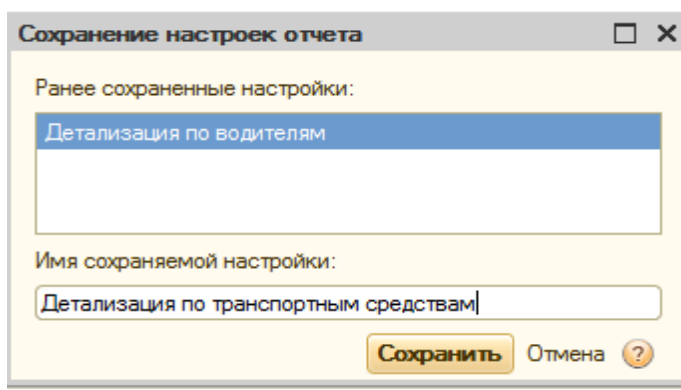 Сохранение настроек отчета
Ранее сохраненные настройки:
Детализация по водителям
Имя сохраняемой настройки:
Детализация по транспортным средствам
Сохранить Отмена ?